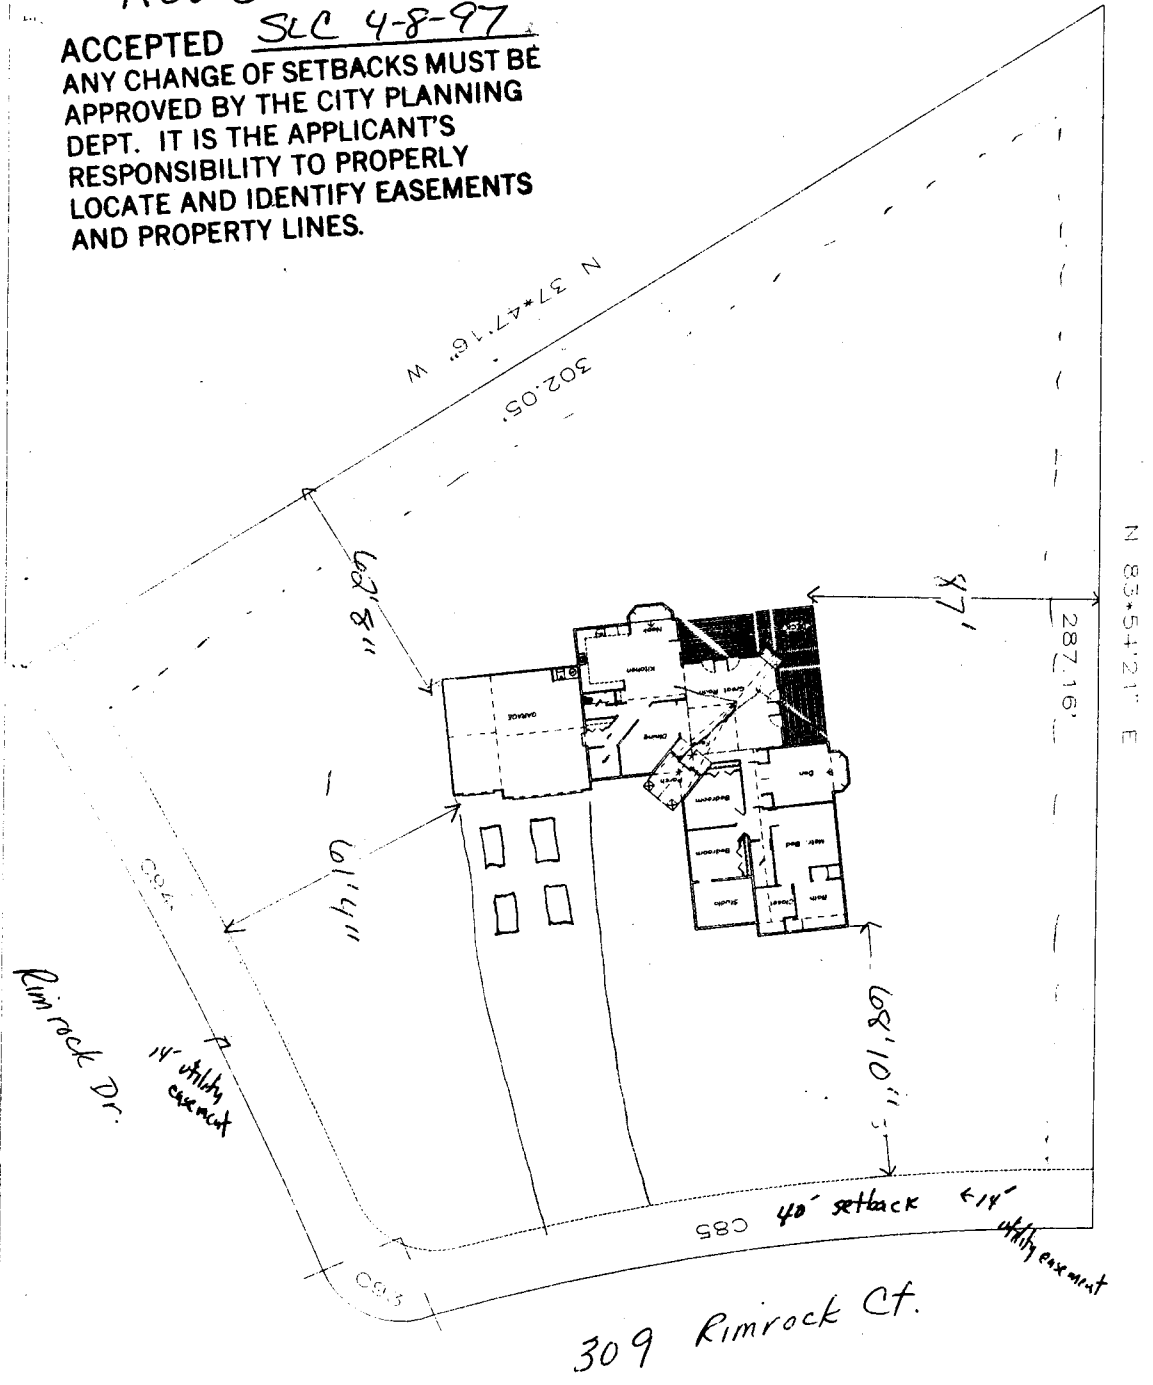 ACCEPTED SLC 4-8-97
ANY CHANGE OF SETBACKS MUST BE
APPROVED BY THE CITY PLANNING
DEPT. IT IS THE APPLICANT'S
RESPONSIBILITY TO PROPERLY
LOCATE AND IDENTIFY EASEMENTS
AND PROPERTY LINES.
N 37*47'16" W
302.05'
62'8"
87'
N 83*54'21" E
287.16'
Nook
Kitchen
Great Room
GARAGE
Dining
Porch
Den
Bedroom
Bedroom
Mstr. Bed
Studio
Closet
Bath
61'4"
C94
68'10"
Rimrock Dr.
14' utility
easement
C85
40' setback
←14'
utility easement
309 Rimrock Ct.